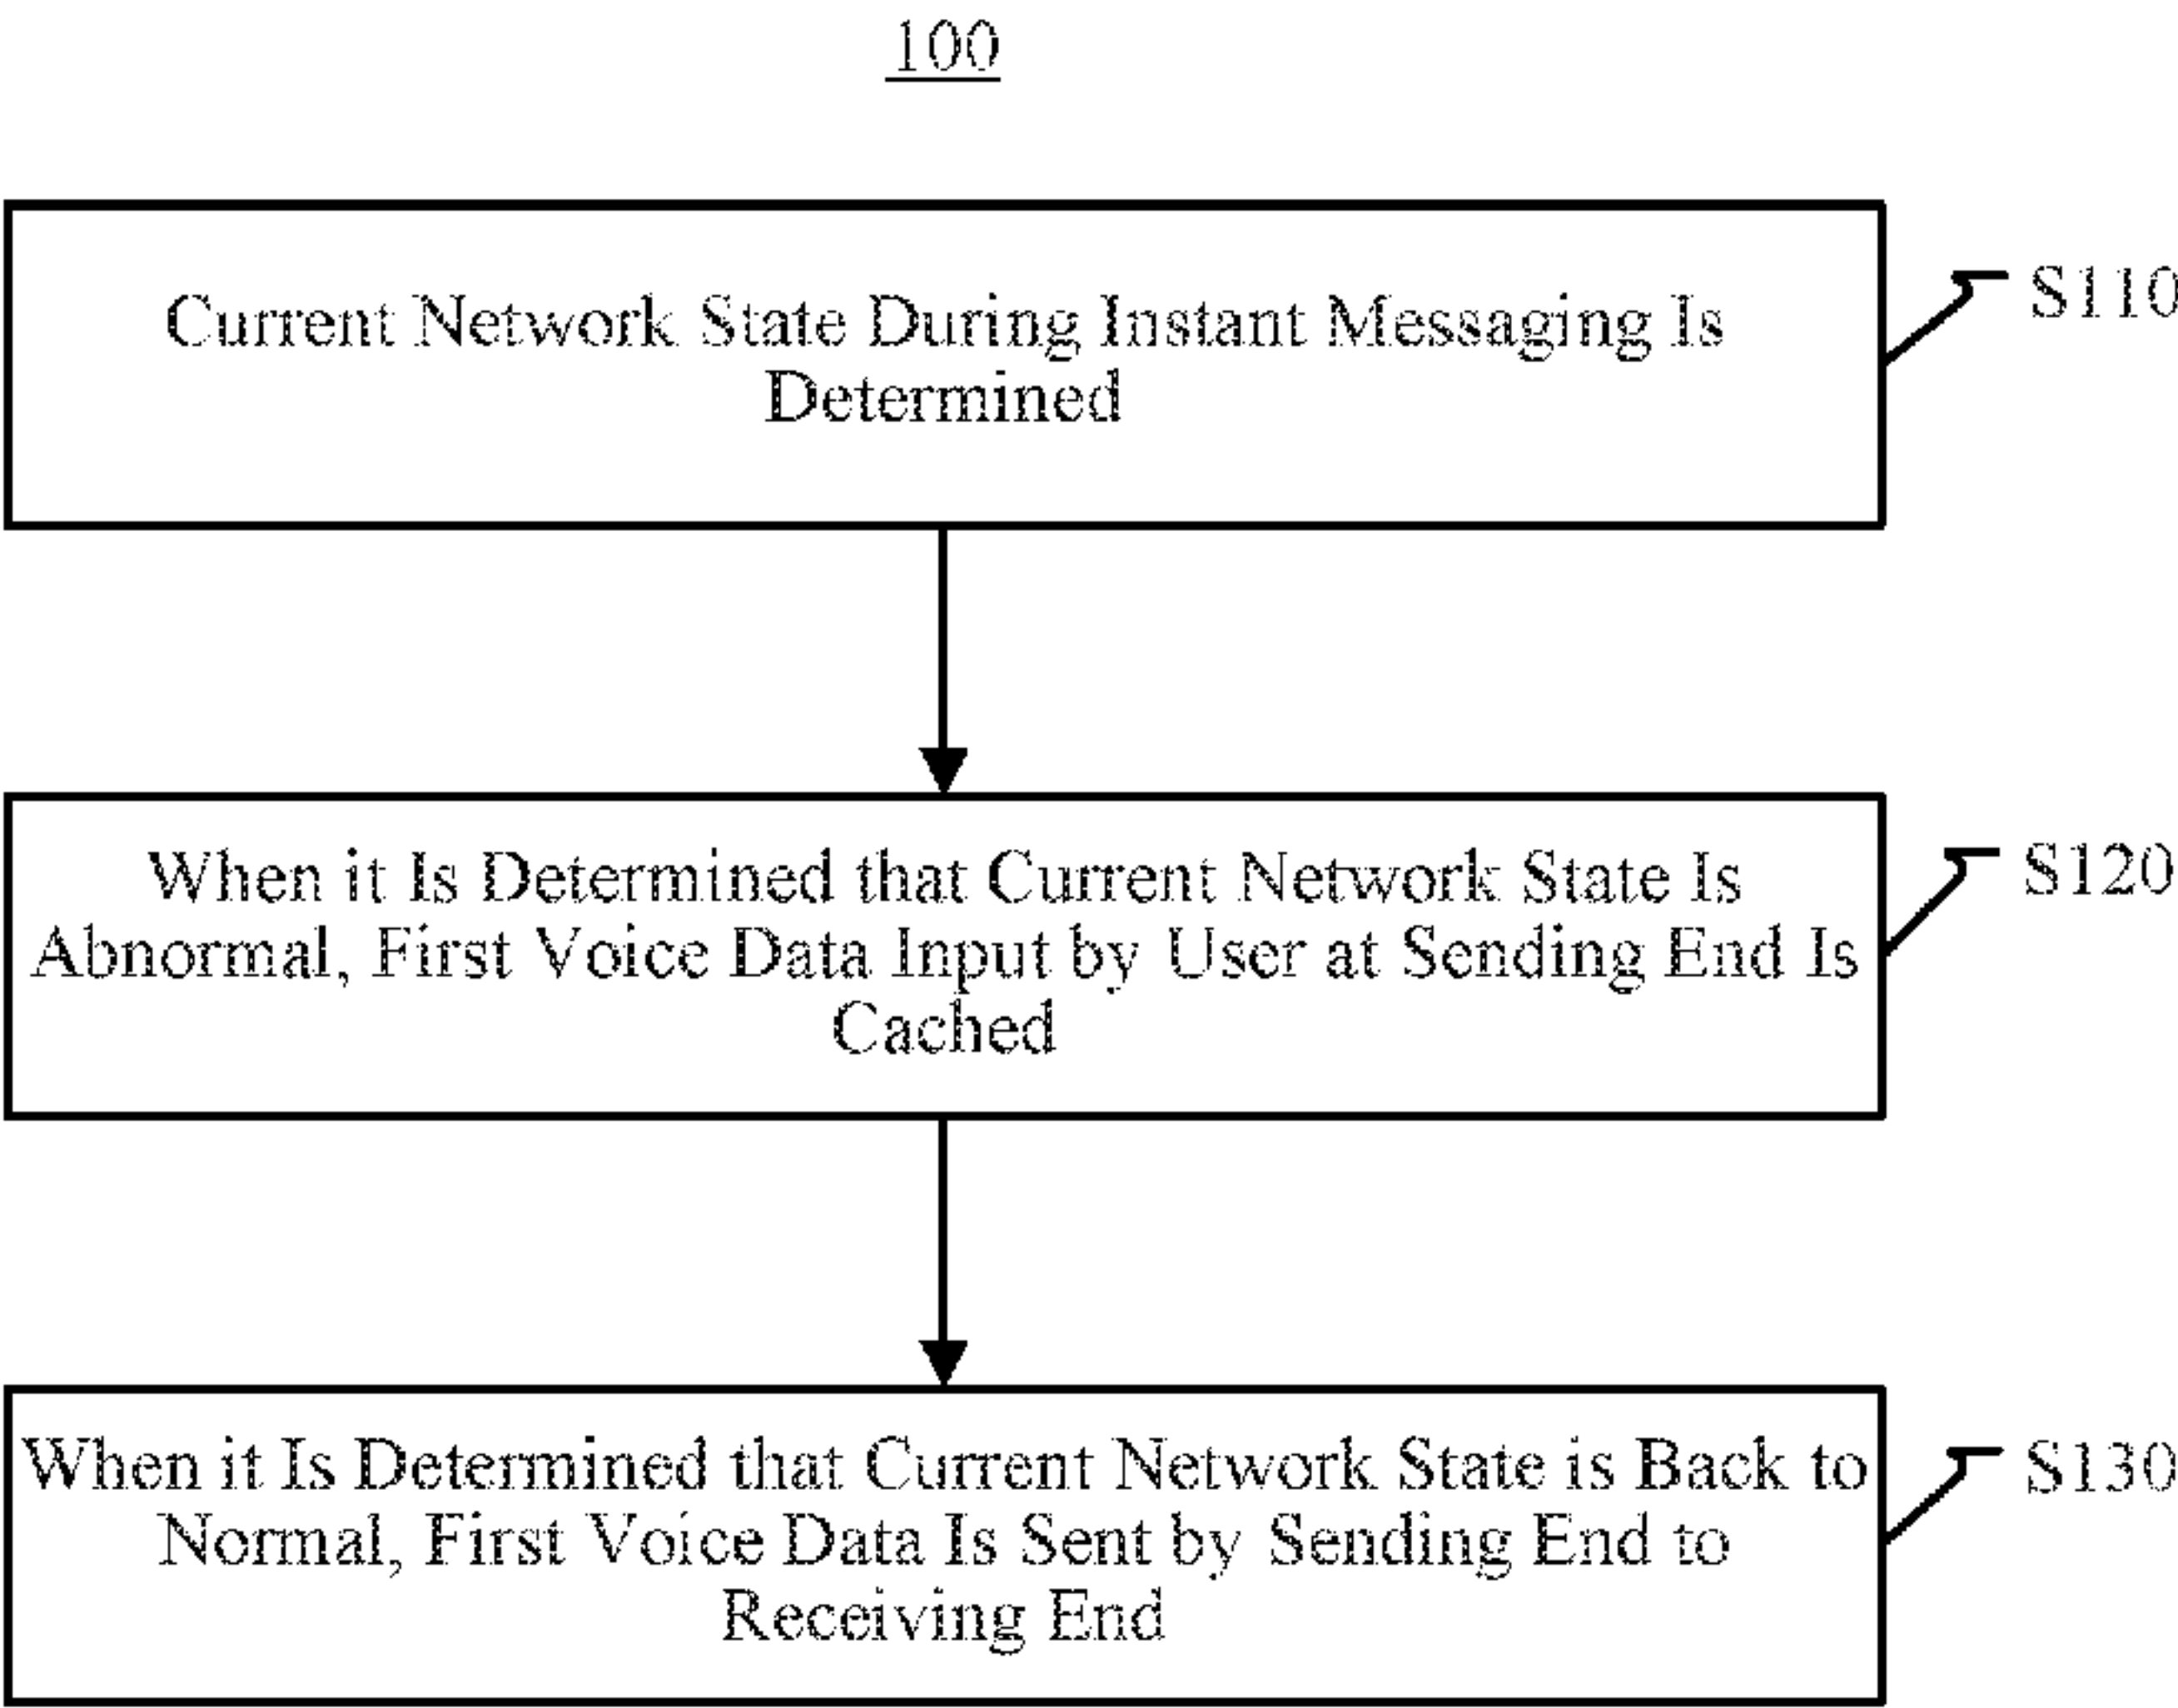 100
Current Network State During Instant Messaging Is
Determined
S110
When it Is Determined that Current Network State Is
Abnormal, First Voice Data Input by User at Sending End Is
Cached
S120
When it Is Determined that Current Network State is Back to
Normal, First Voice Data Is Sent by Sending End to
Receiving End
S130